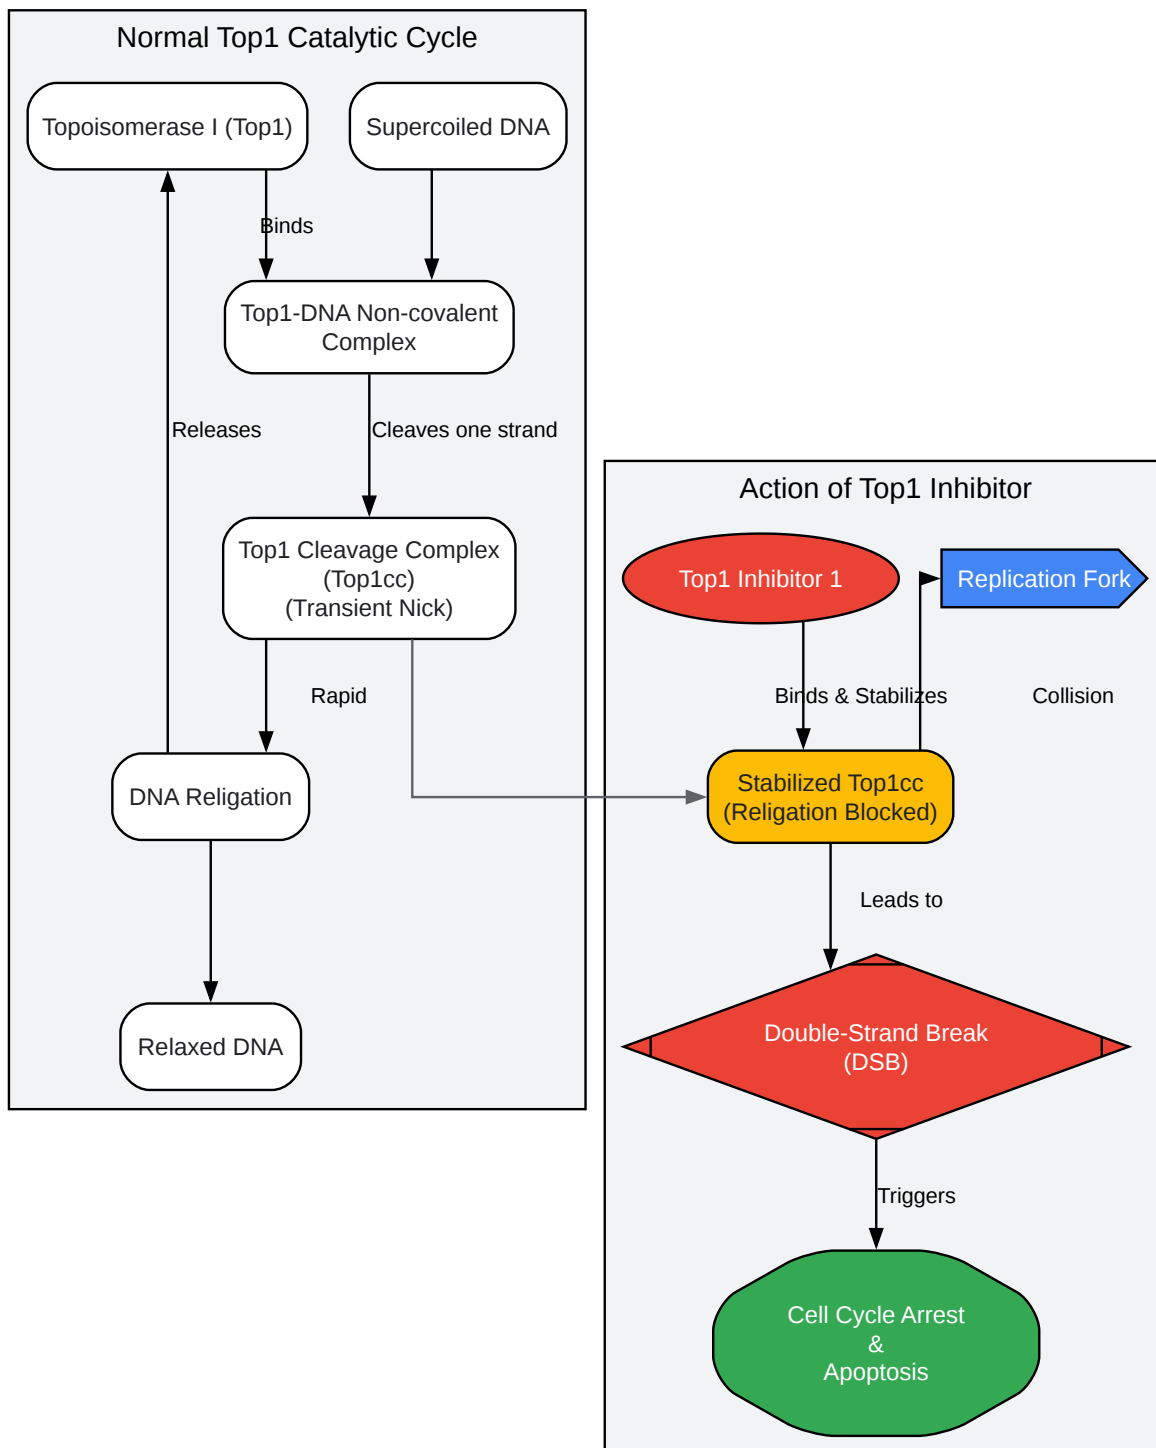 Normal Top1 Catalytic Cycle
Topoisomerase I (Top1)
Supercoiled DNA
Binds
Top1-DNA Non-covalent
Complex
Releases
Cleaves one strand
Top1 Cleavage Complex
(Top1cc)
(Transient Nick)
Rapid
DNA Religation
Relaxed DNA
Action of Top1 Inhibitor
Top1 Inhibitor 1
Replication Fork
Binds & Stabilizes
Collision
Stabilized Top1cc
(Religation Blocked)
Leads to
Double-Strand Break
(DSB)
Triggers
Cell Cycle Arrest
&
Apoptosis